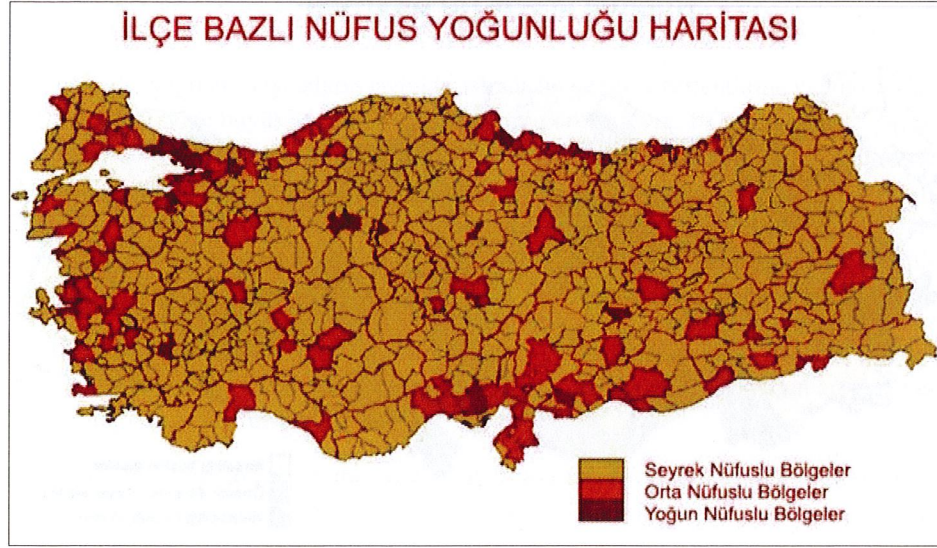 İLÇE BAZLI NÜFUS YOĞUNLUĞU HARİTASI
Seyrek Nüfuslu Bölgeler
Orta Nüfuslu Bölgeler
Yoğun Nüfuslu Bölgeler